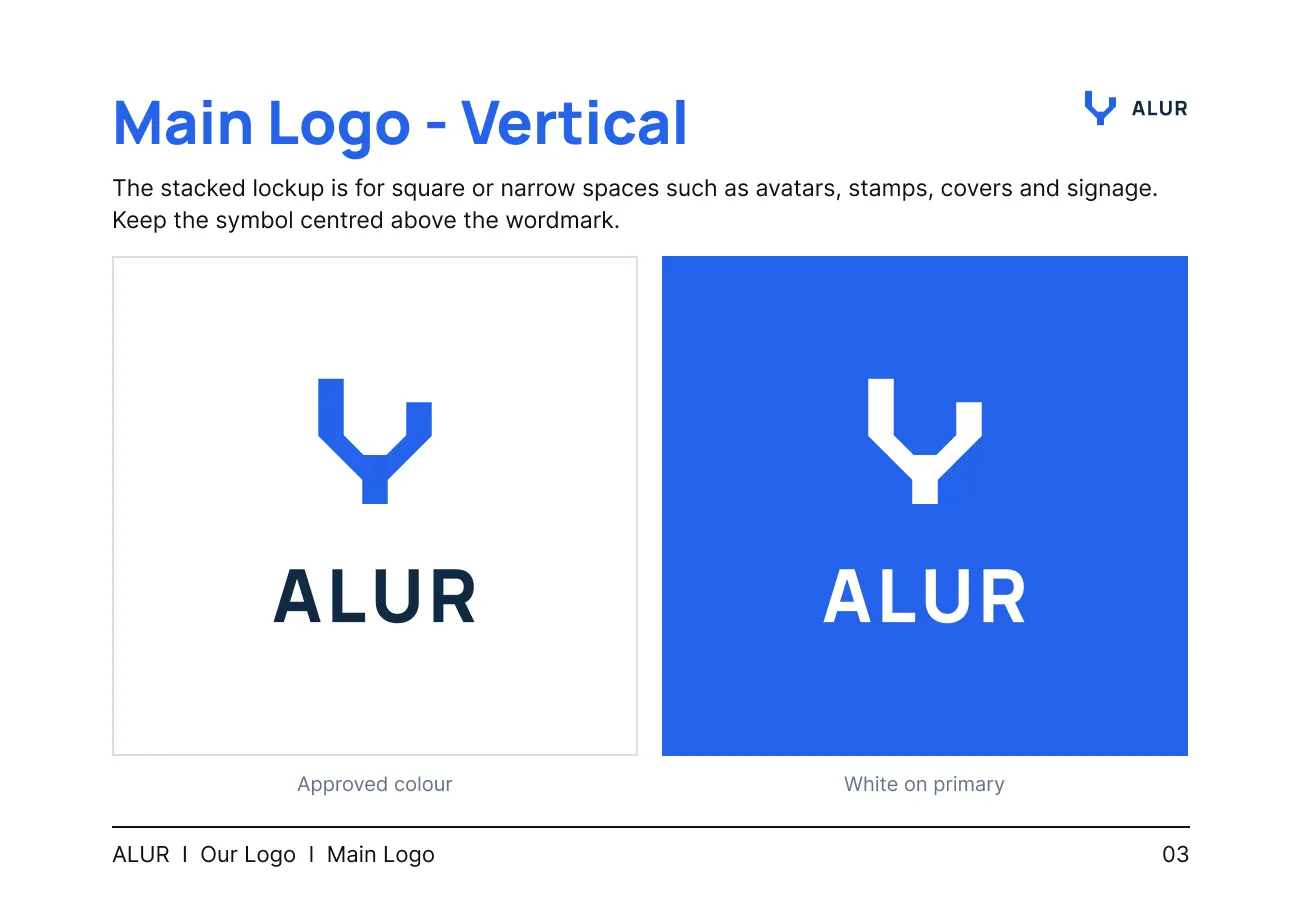 Main Logo - Vertical
ALUR
The stacked lockup is for square or narrow spaces such as avatars, stamps, covers and signage.
Keep the symbol centred above the wordmark.
ALUR
ALUR
Approved colour
White on primary
ALUR I Our Logo I Main Logo
03